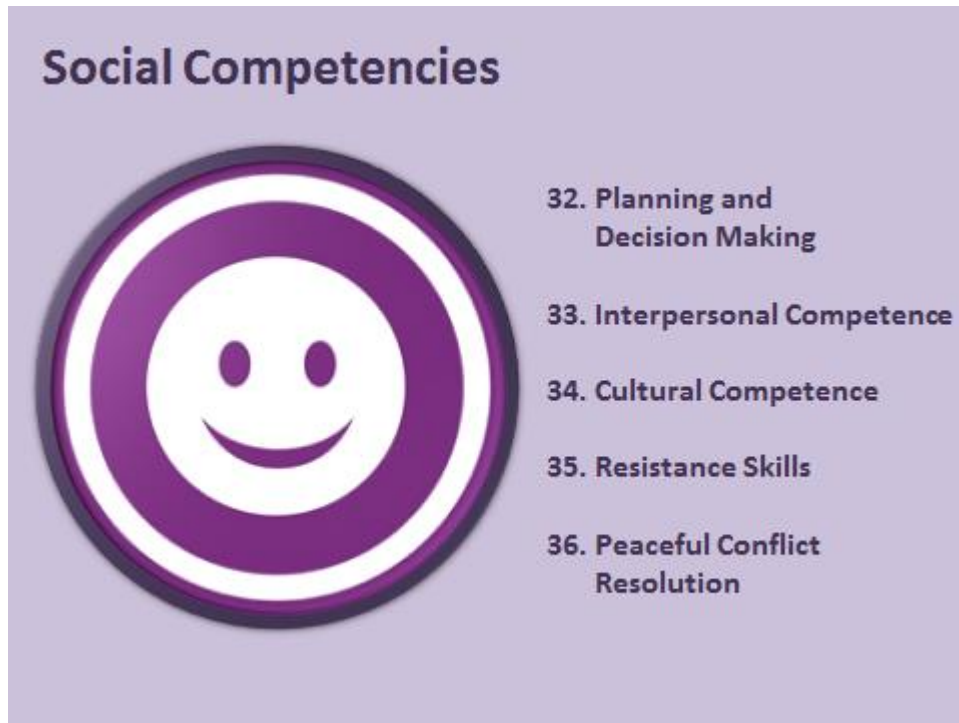 Social Competencies
32. Planning and
Decision Making
33. Interpersonal Competence
34. Cultural Competence
35. Resistance Skills
36. Peaceful Conflict
Resolution